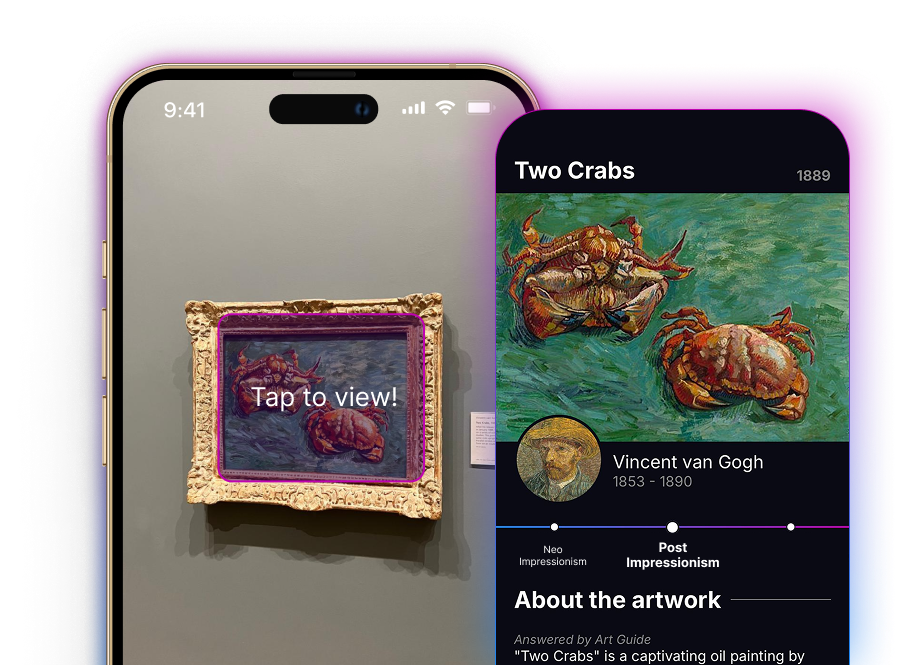 9:41
Tap to view!
Two Crabs
1889
Vincent van Gogh
1853 - 1890
Neo
Impressionism
Post
Impressionism
About the artwork
Answered by Art Guide
"Two Crabs" is a captivating oil painting by